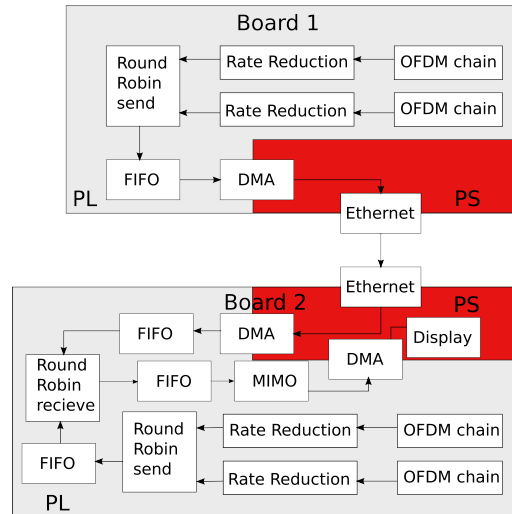 Board 1
Round
Robin
send
Rate Reduction
OFDM chain
Rate Reduction
OFDM chain
FIFO
DMA
PL
PS
Ethernet
Ethernet
Board 2
PS
FIFO
DMA
Display
DMA
Round
Robin
recieve
FIFO
MIMO
Round
Robin
send
Rate Reduction
OFDM chain
FIFO
Rate Reduction
OFDM chain
PL